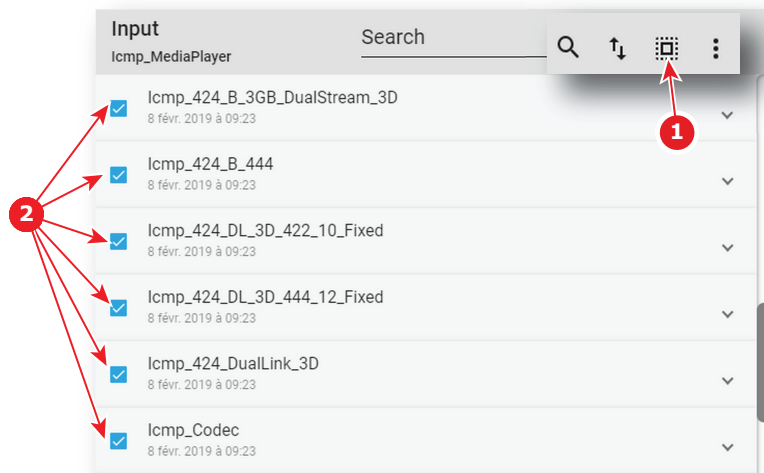 Input
Icmp_MediaPlayer
Search
1
2
Icmp_424_B_3GB_DualStream_3D
8 févr. 2019 à 09:23
Icmp_424_B_444
8 févr. 2019 à 09:23
Icmp_424_DL_3D_422_10_Fixed
8 févr. 2019 à 09:23
Icmp_424_DL_3D_444_12_Fixed
8 févr. 2019 à 09:23
Icmp_424_DualLink_3D
8 févr. 2019 à 09:23
Icmp_Codec
8 févr. 2019 à 09:23